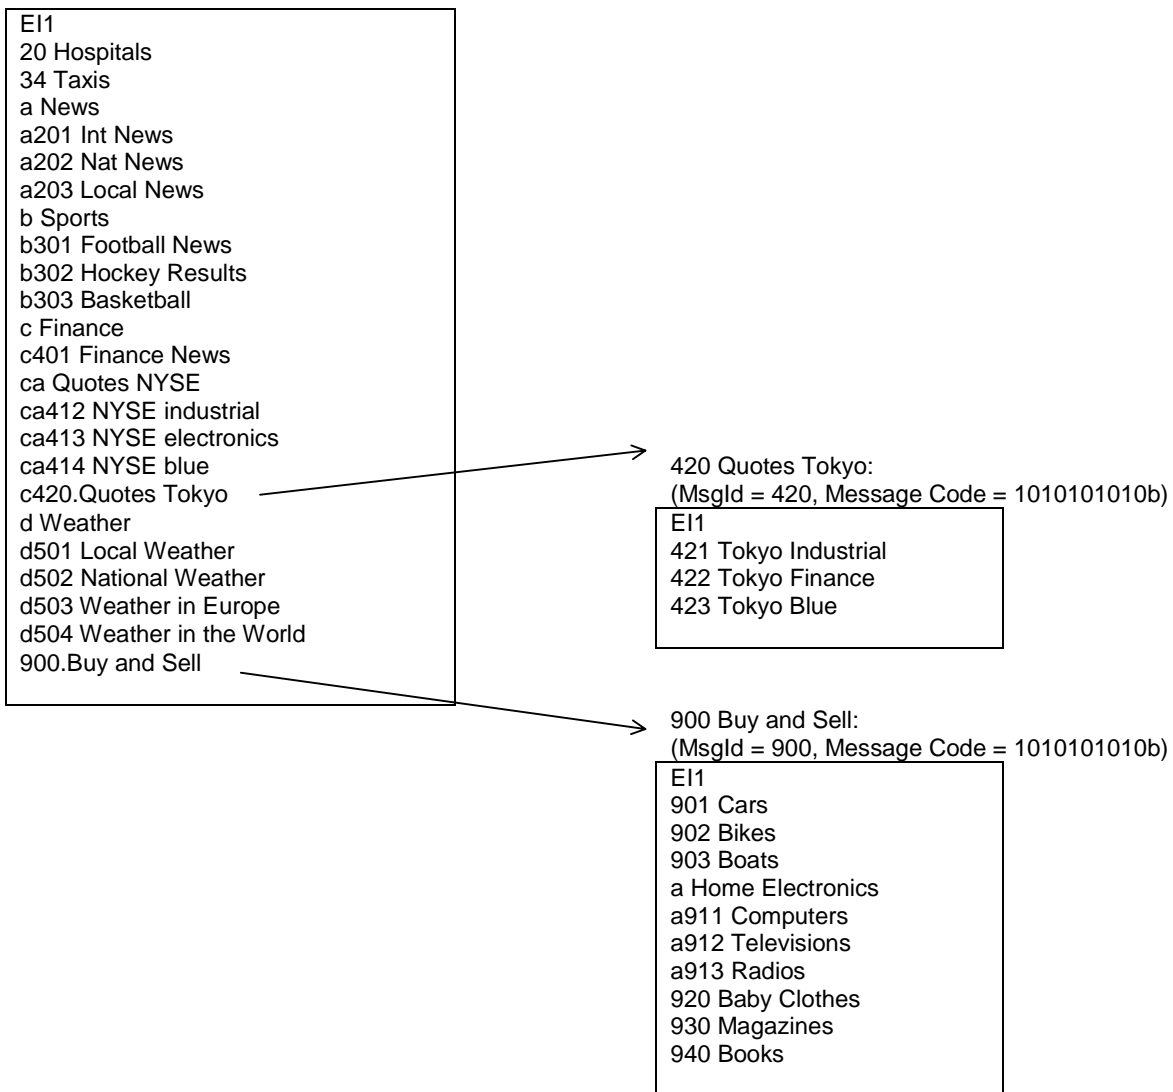 EI1
20 Hospitals
34 Taxis
a News
a201 Int News
a202 Nat News
a203 Local News
b Sports
b301 Football News
b302 Hockey Results
b303 Basketball
c Finance
c401 Finance News
ca Quotes NYSE
ca412 NYSE industrial
ca413 NYSE electronics
ca414 NYSE blue
c420.Quotes Tokyo
d Weather
d501 Local Weather
d502 National Weather
d503 Weather in Europe
d504 Weather in the World
900.Buy and Sell
420 Quotes Tokyo:
(MsgId = 420, Message Code = 1010101010b)
EI1
421 Tokyo Industrial
422 Tokyo Finance
423 Tokyo Blue
900 Buy and Sell:
(MsgId = 900, Message Code = 1010101010b)
EI1
901 Cars
902 Bikes
903 Boats
a Home Electronics
a911 Computers
a912 Televisions
a913 Radios
920 Baby Clothes
930 Magazines
940 Books